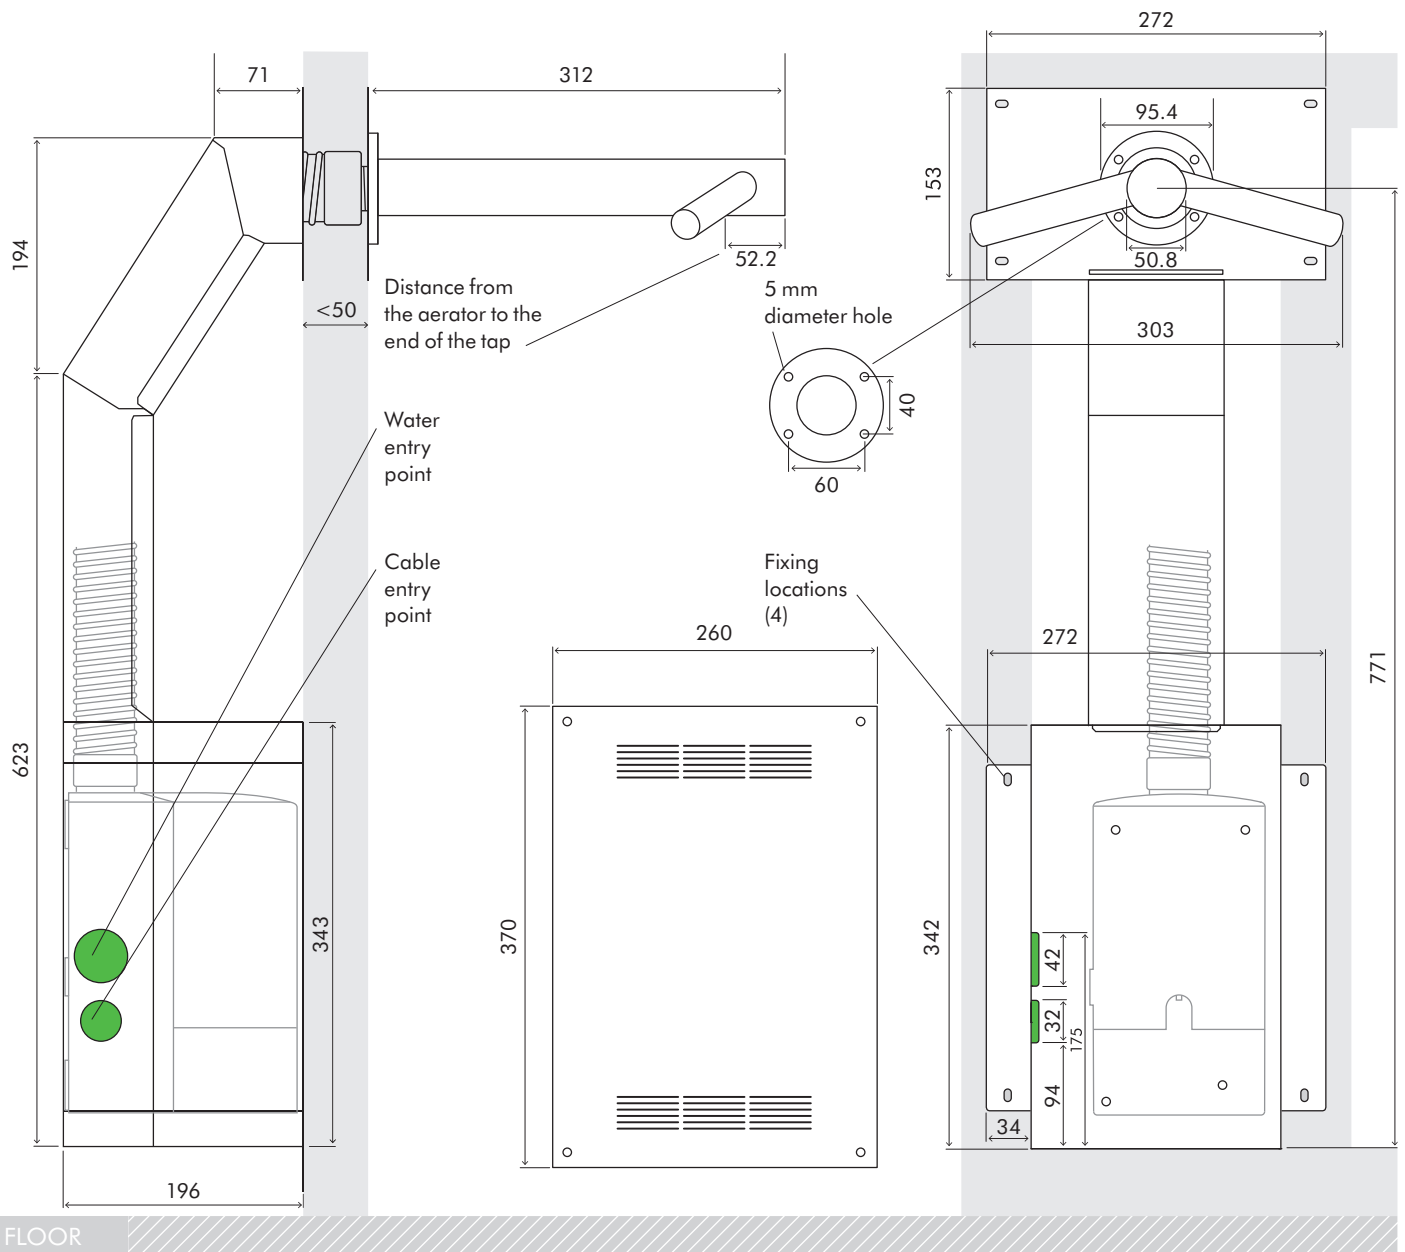 272
71
312
95.4
153
194
52.2
50.8
Distance from
the aerator to the
end of the tap
<50
5 mm
diameter hole
303
40
60
Water
entry
point
Cable
entry
point
Fixing
locations
(4)
260
272
771
623
343
370
342
42
32
175
94
34
196
FLOOR